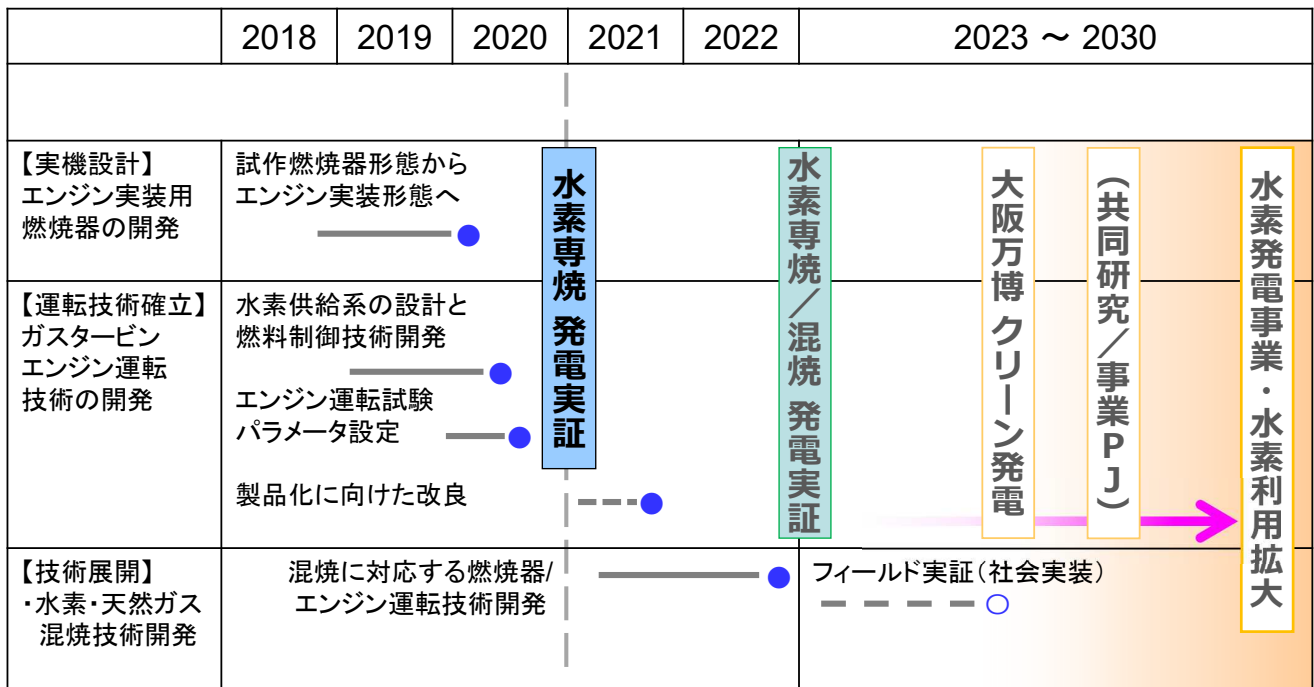 2018
2019
2020
2021
2022
2023 ～ 2030
【実機設計】
エンジン実装用
燃焼器の開発
試作燃焼器形態から
エンジン実装形態へ
【運転技術確立】
ガスタービン
エンジン運転
技術の開発
水素供給系の設計と
燃料制御技術開発
エンジン運転試験
パラメータ設定
製品化に向けた改良
【技術展開】
・水素・天然ガス
混焼技術開発
混焼に対応する燃焼器/
エンジン運転技術開発
フィールド実証（社会実装）
水素専焼 発電実証
水素専焼／混焼 発電実証
大阪万博 クリーン発電
（共同研究／事業ＰＪ）
水素発電事業・水素利用拡大